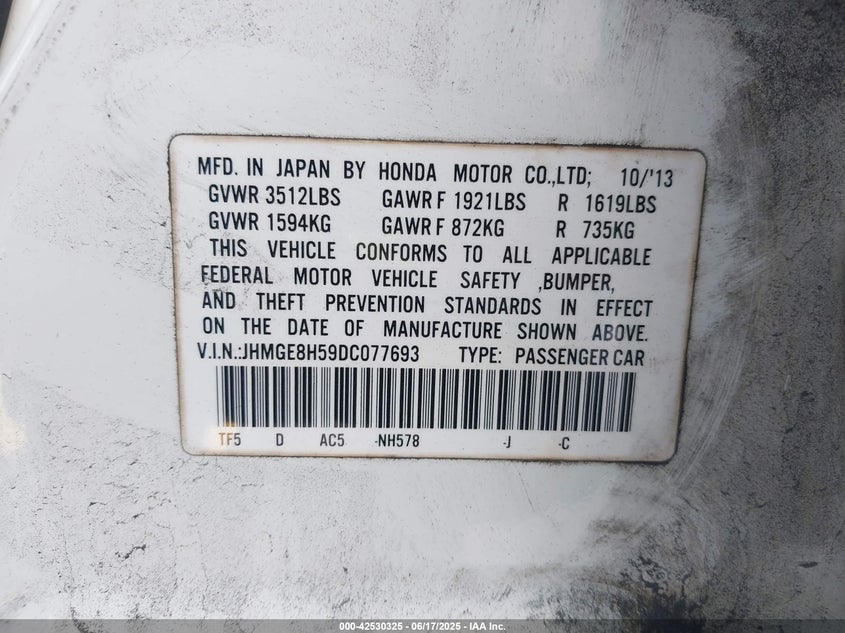 MFD. IN JAPAN BY HONDA MOTOR CO.,LTD; 10/'13
GVWR 3512LBS GAWR F 1921LBS R 1619LBS
GVWR 1594KG GAWR F 872KG R 735KG
THIS VEHICLE CONFORMS TO ALL APPLICABLE
FEDERAL MOTOR VEHICLE SAFETY ,BUMPER,
AND THEFT PREVENTION STANDARDS IN EFFECT
ON THE DATE OF MANUFACTURE SHOWN ABOVE.
V.I.N.:JHMGE8H59DC077693 TYPE: PASSENGER CAR
TF5 D AC5 -NH578 -J -C
000-42530325 - 06/17/2025 - IAA Inc.